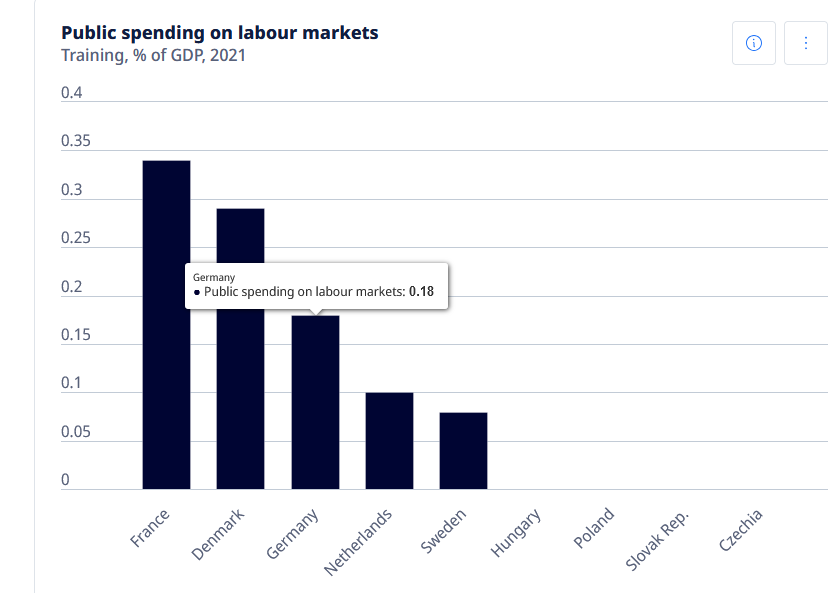 Public spending on labour markets
Training, % of GDP, 2021
0.4
0.35
0.3
0.25
0.2
0.15
0.1
0.05
0
Germany
● Public spending on labour markets: 0.18
France
Denmark
Germany
Netherlands
Sweden
Hungary
Poland
Slovak Rep.
Czechia